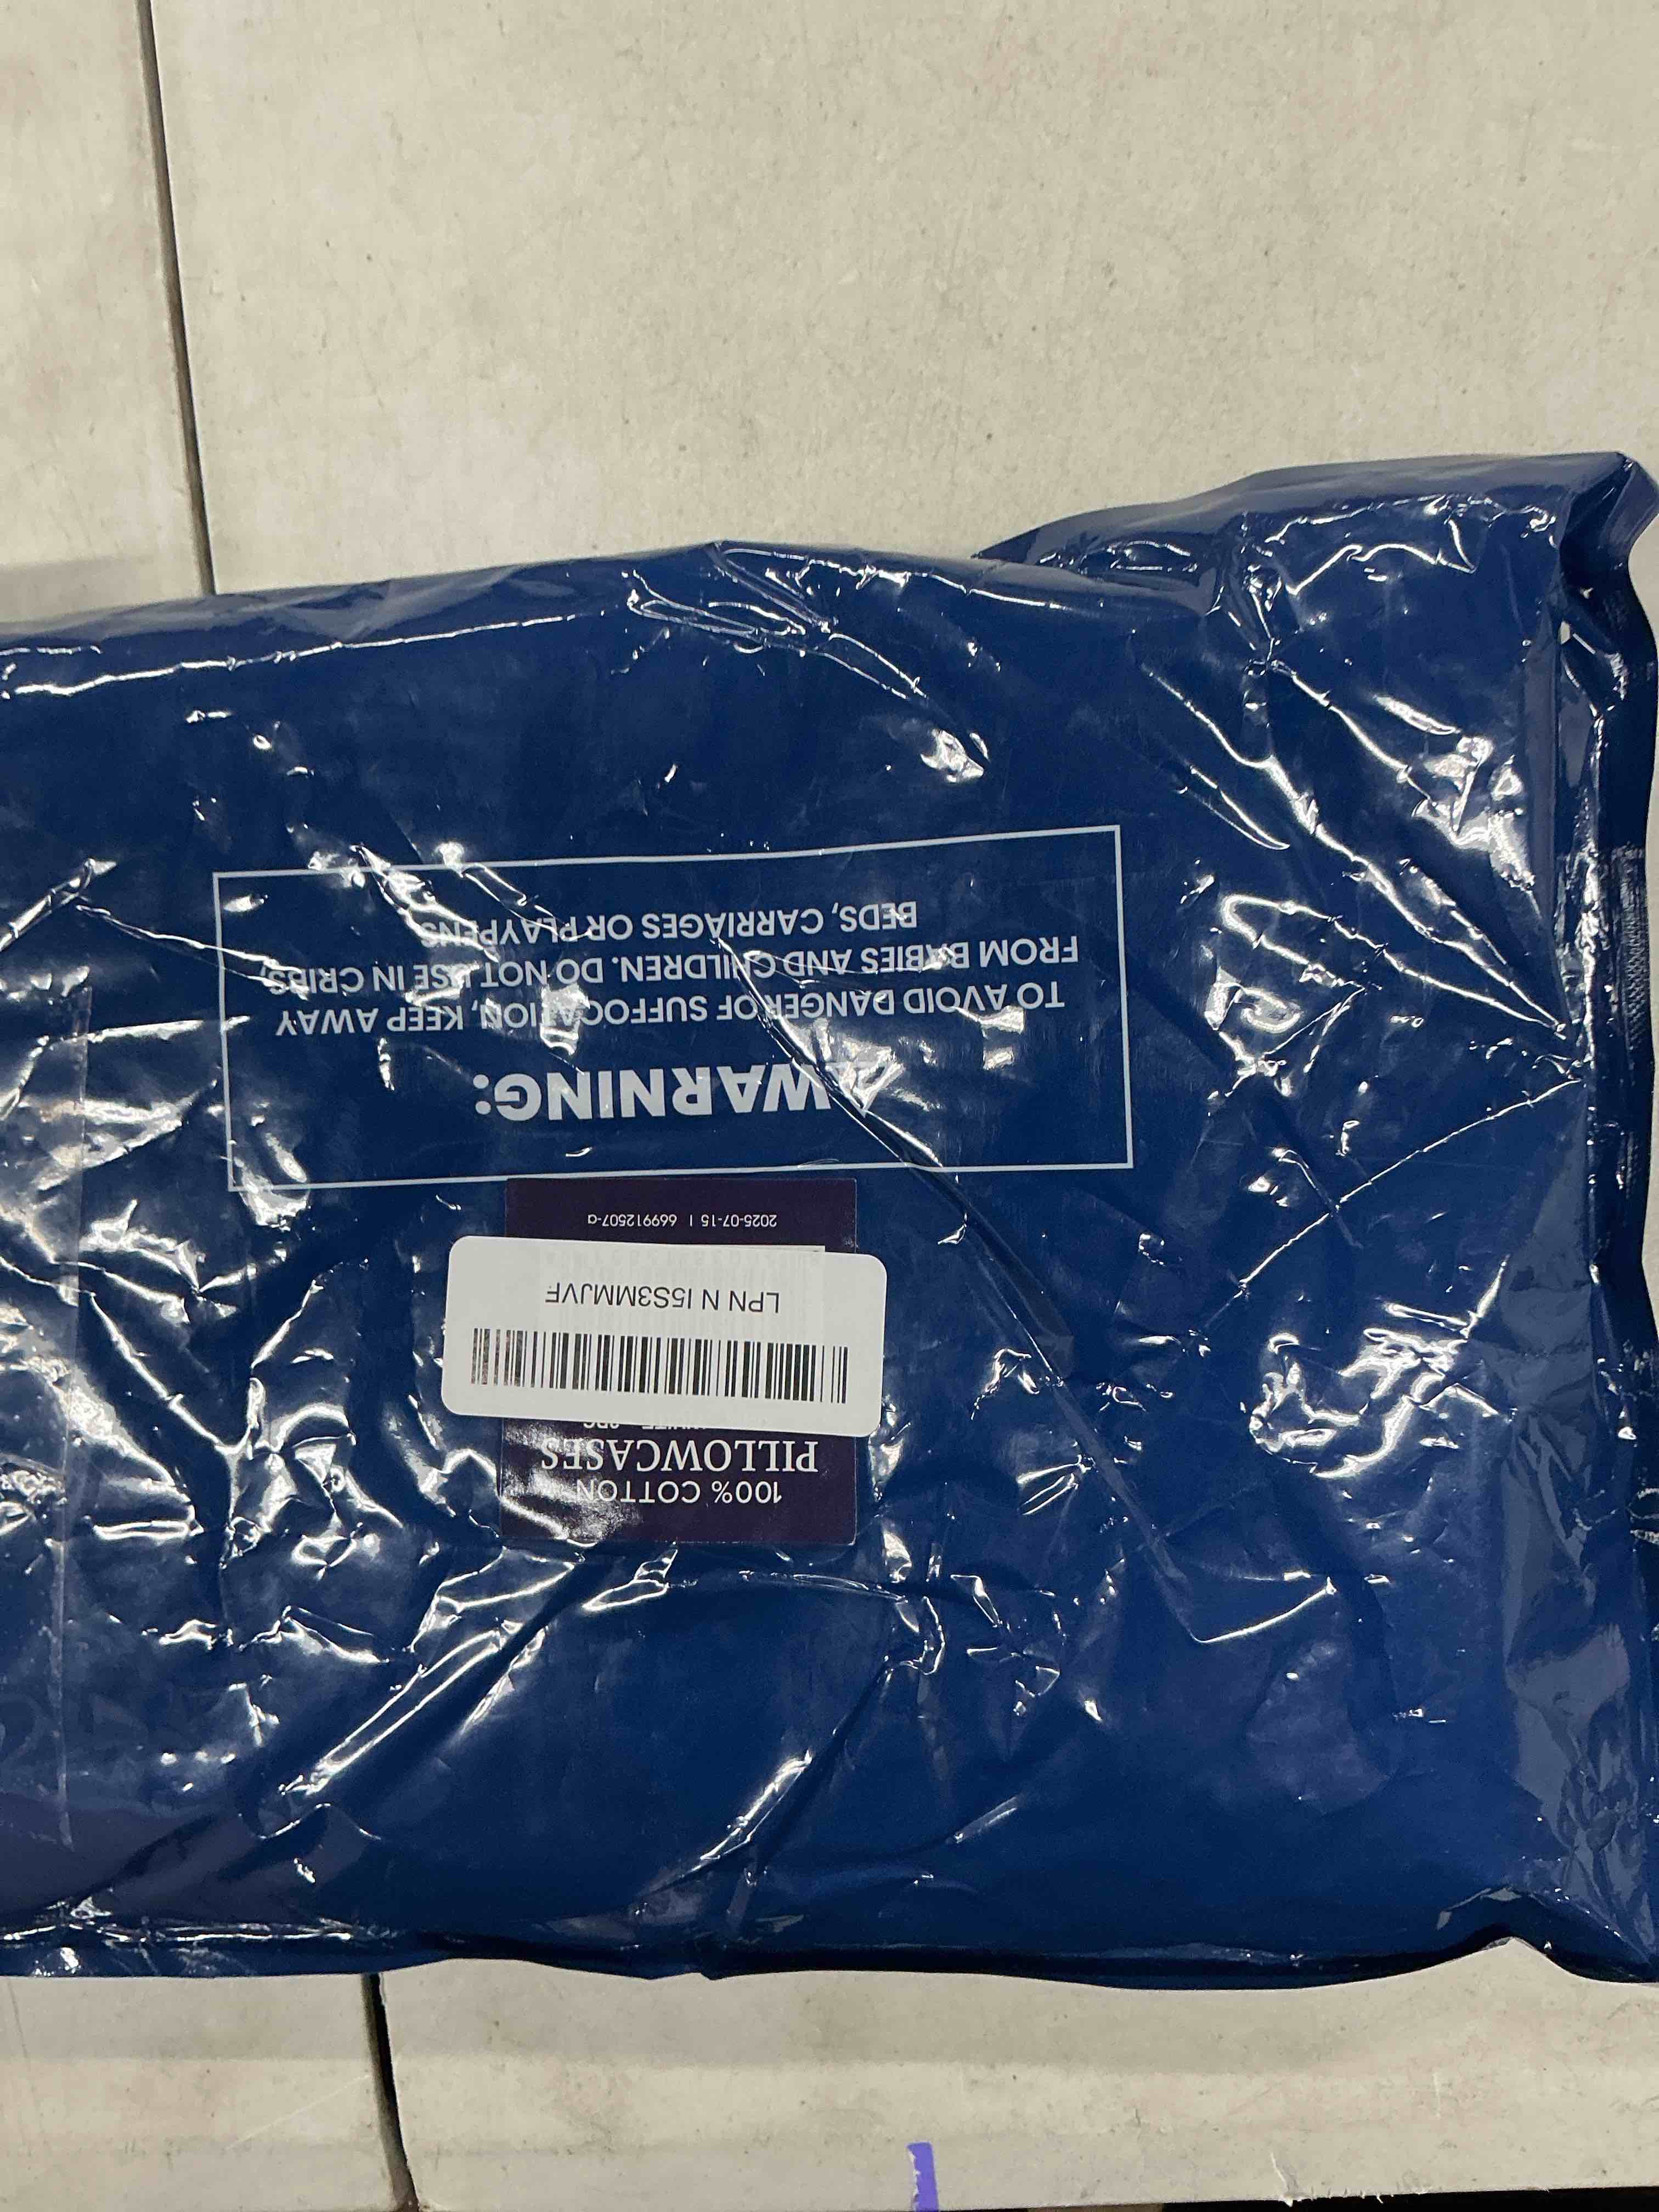 100% COTTON
PILLOWCASES
LPN N I5S3MMJVF
2025-07-15 | 669912507-a
⚠WARNING:
TO AVOID DANGER OF SUFFOCATION, KEEP AWAY
FROM BABIES AND CHILDREN. DO NOT USE IN CRIBS,
BEDS, CARRIAGES OR PLAYPENS